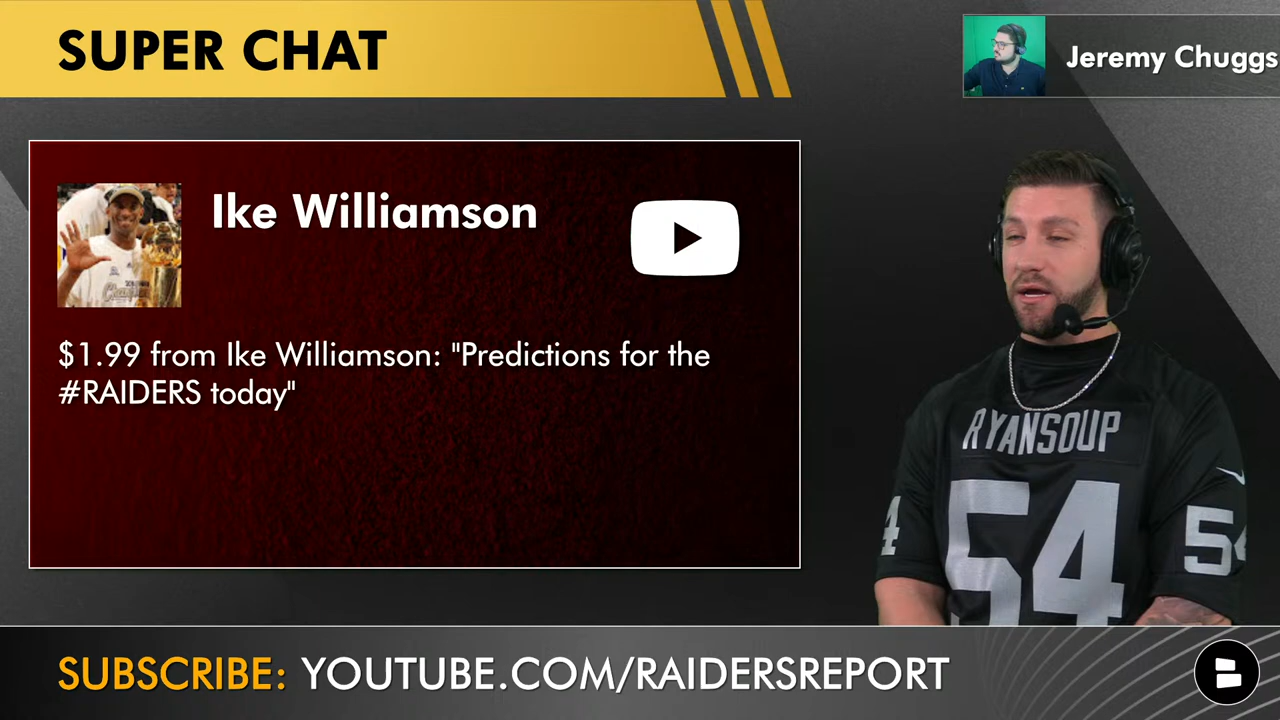 SUPER CHAT
Jeremy Chuggs
Ike Williamson
$1.99 from Ike Williamson: "Predictions for the
#RAIDERS today"
RYANSOUP
54
4
54
SUBSCRIBE: YOUTUBE.COM/RAIDERSREPORT